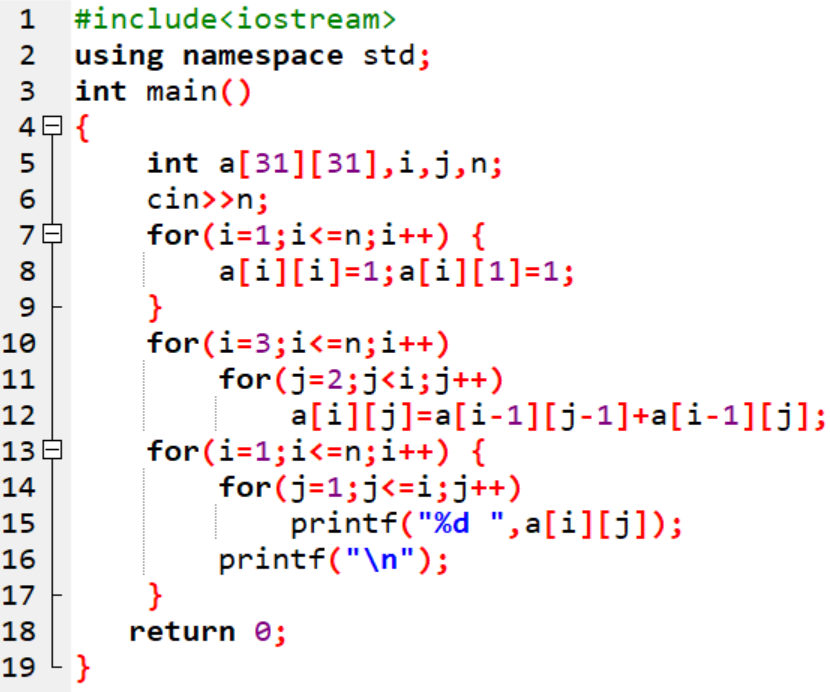 1 #include<iostream>
2 using namespace std;
3 int main()
4 {
5 int a[31][31],i,j,n;
6 cin>>n;
7 for(i=1;i<=n;i++) {
8 a[i][i]=1;a[i][1]=1;
9 }
10 for(i=3;i<=n;i++)
11 for(j=2;j<i;j++)
12 a[i][j]=a[i-1][j-1]+a[i-1][j];
13 for(i=1;i<=n;i++) {
14 for(j=1;j<=i;j++)
15 printf("%d ",a[i][j]);
16 printf("\n");
17 }
18 return 0;
19 }